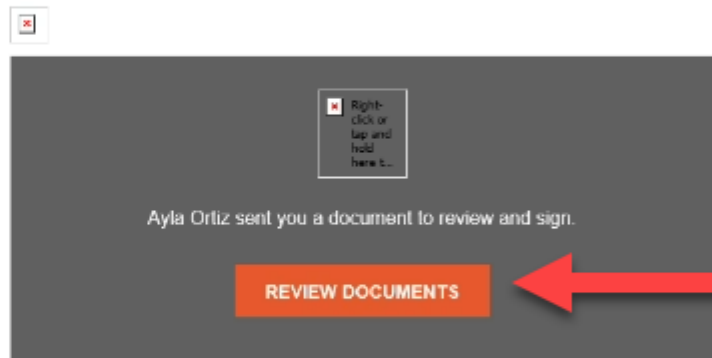 Right-
click or
tap and
hold
here t...
Ayla Ortiz sent you a document to review and sign.
REVIEW DOCUMENTS